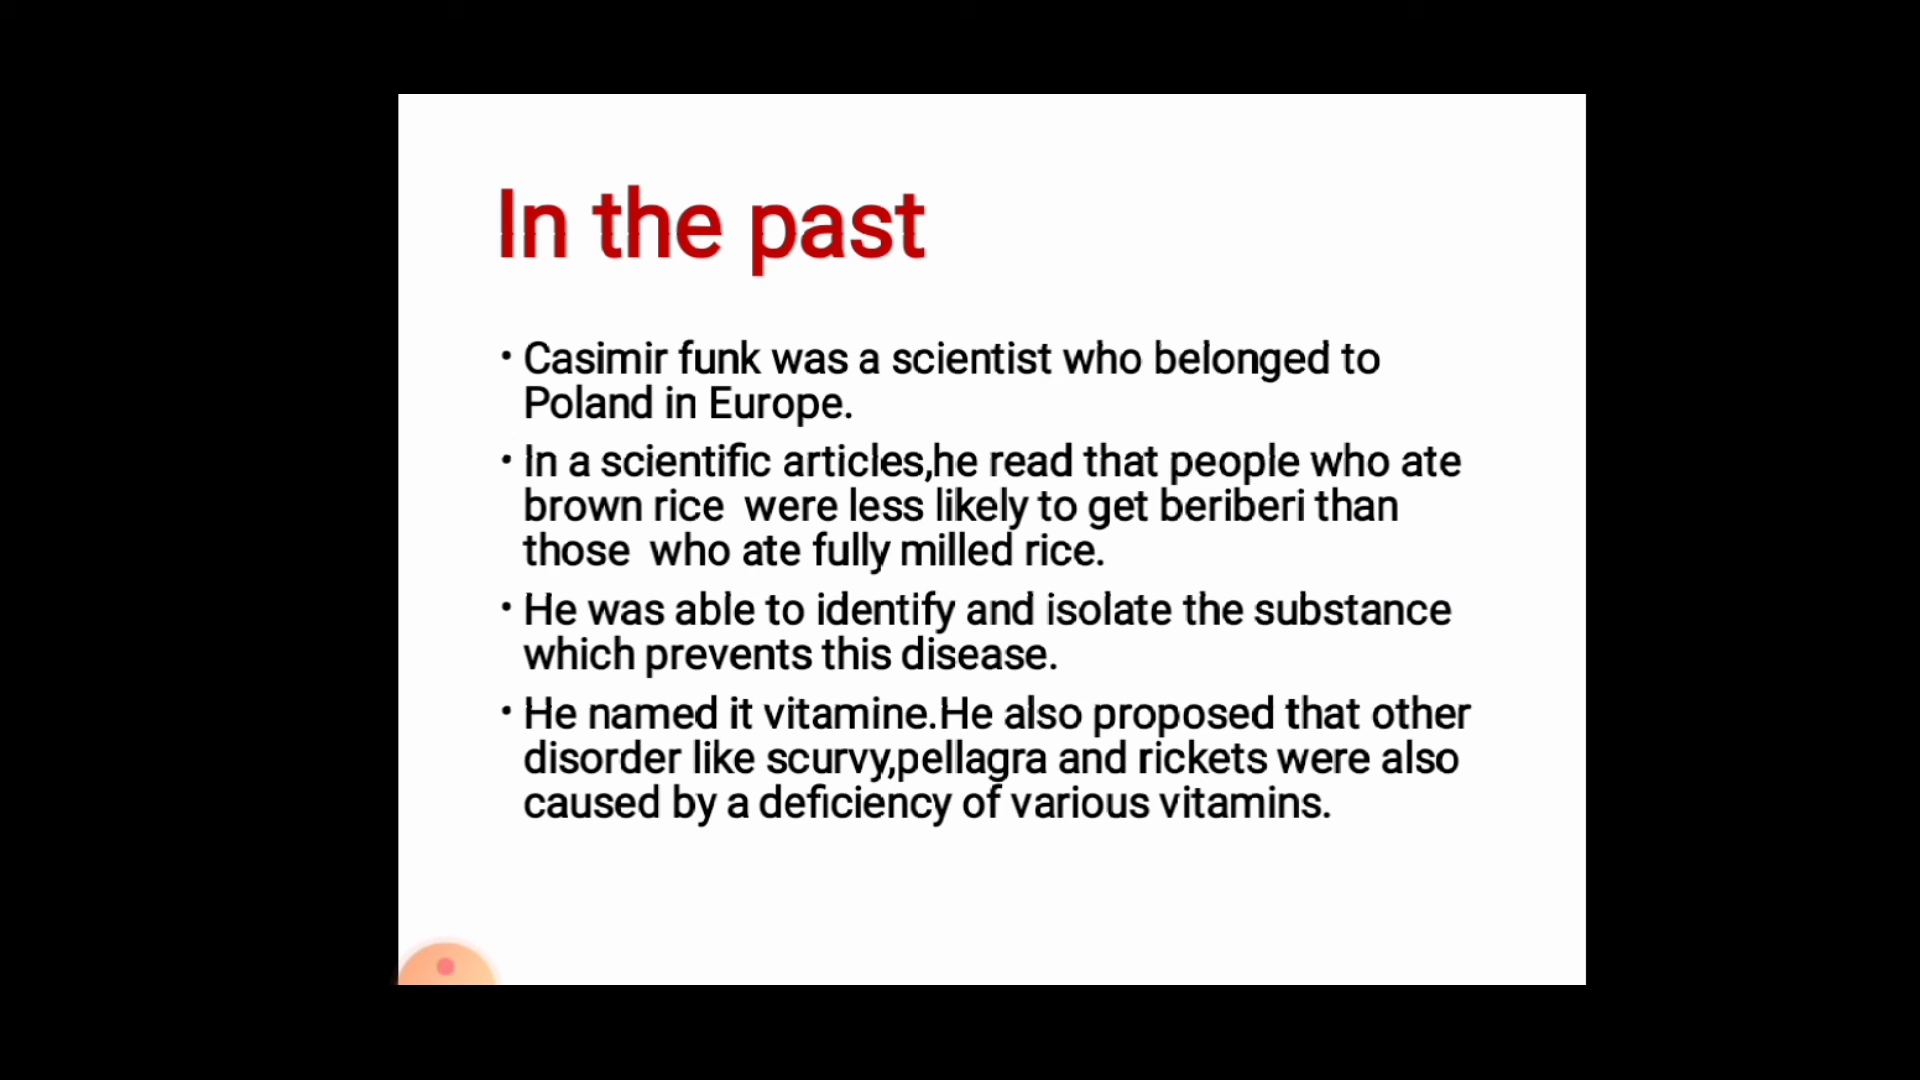 In the past
• Casimir funk was a scientist who belonged to
Poland in Europe.
• In a scientific articles,he read that people who ate
brown rice  were less likely to get beriberi than
those  who ate fully milled rice.
• He was able to identify and isolate the substance
which prevents this disease.
• He named it vitamine.He also proposed that other
disorder like scurvy,pellagra and rickets were also
caused by a deficiency of various vitamins.